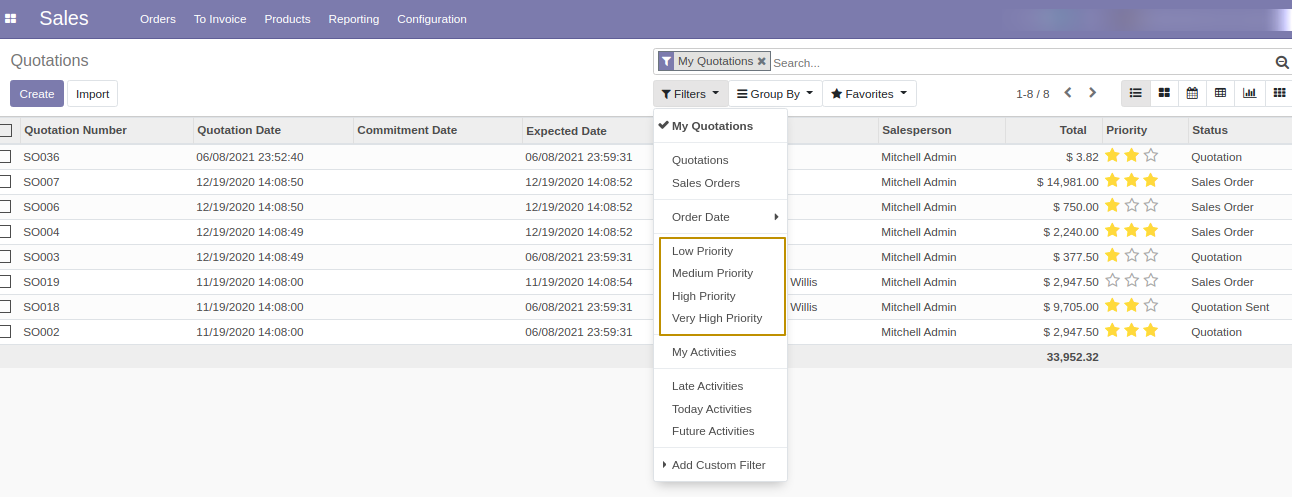 Sales Orders To Invoice Products Reporting Configuration
Quotations
My Quotations Search...
Create Import
Filters Group By Favorites 1-8 / 8
Quotation Number Quotation Date Commitment Date Expected Date Salesperson Total Priority Status
SO036 06/08/2021 23:52:40 06/08/2021 23:59:31 Mitchell Admin $ 3.82 Quotation
SO007 12/19/2020 14:08:50 12/19/2020 14:08:52 Mitchell Admin $ 14,981.00 Sales Order
SO006 12/19/2020 14:08:50 12/19/2020 14:08:52 Mitchell Admin $ 750.00 Sales Order
SO004 12/19/2020 14:08:49 12/19/2020 14:08:52 Mitchell Admin $ 2,240.00 Sales Order
SO003 12/19/2020 14:08:49 06/08/2021 23:59:31 Mitchell Admin $ 377.50 Quotation
SO019 11/19/2020 14:08:00 11/19/2020 14:08:54 Willis Mitchell Admin $ 2,947.50 Sales Order
SO018 11/19/2020 14:08:00 06/08/2021 23:59:31 Willis Mitchell Admin $ 9,705.00 Quotation Sent
SO002 11/19/2020 14:08:00 06/08/2021 23:59:31 Mitchell Admin $ 2,947.50 Quotation
33,952.32
My Quotations
Quotations
Sales Orders
Order Date
Low Priority
Medium Priority
High Priority
Very High Priority
My Activities
Late Activities
Today Activities
Future Activities
Add Custom Filter